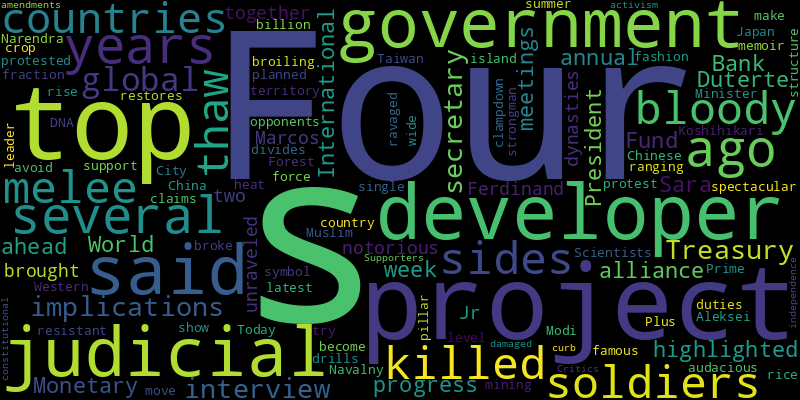 amendments
countries
together
government
summer
activism
make
Narendra
years
billion
Four
International
meetings
annual
fashion
Japan
memoir
structure
crop
protested
global
broiling
planned
Taiwan
island
Bank
Duterte
fraction
rise
restores
thaw
territory
ravaged
wide
secretary
clampdown
strongman
dynasties
President
Minister
top
DNA
opponents
Marcos
bloody
leader
avoid
support
divides
Forest
force
Fund
Koshihikari
Chinese
ranging
ago
melee
City
China
claims
two
heat
single
Ferdinand
protest
Sara
spectacular
several
S
developer
country
Muslim
unraveled
ahead
World
broke
notorious
Supporters
sides
Scientists
Treasury
brought
said
Western
symbol
latest
week
alliance
Prime
independence
implications
project
pillar
Jr
duties
Plus
Aleksei
constitutional
resistant
show
Today
try
become
level
Modi
damaged
judicial
drills
Navalny
killed
curb
famous
highlighted
Critics
audacious
rice
Monetary
move
interview
progress
mining
soldiers